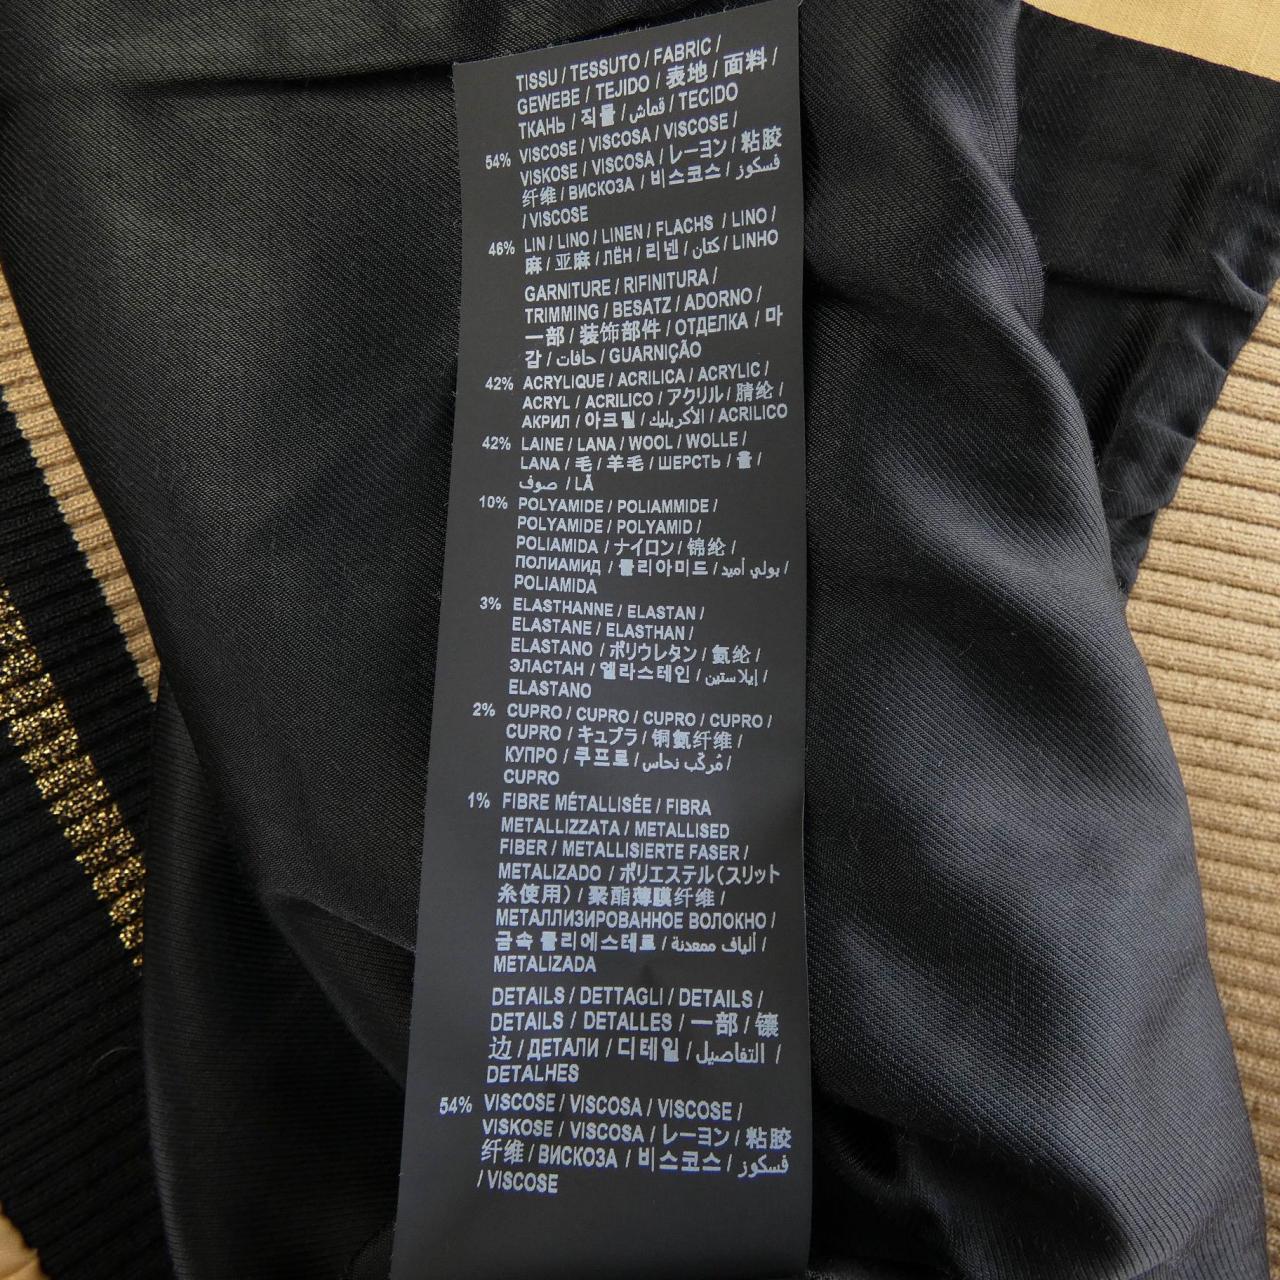 TISSU / TESSUTO / FABRIC /
GEWEBE / TEJIDO / 表地 / 面料 /
ТКАНЬ / 직물 / قماش / TECIDO
54% VISCOSE / VISCOSA / VISCOSE /
VISKOSE / VISCOSA / レーヨン / 粘胶
纤维 / ВИСКОЗА / 비스코스 / فسكوز
/ VISCOSE
46% LIN / LINO / LINEN / FLACHS / LINO /
麻 / 亚麻 / ЛЁН / 리넨 / كتان / LINHO
GARNITURE / RIFINITURA /
TRIMMING / BESATZ / ADORNO /
一部 / 装饰部件 / ОТДЕЛКА / 마
감 / حافات / GUARNIÇÃO
42% ACRYLIQUE / ACRILICA / ACRYLIC /
ACRYL / ACRILICO / アクリル / 腈纶 /
АКРИЛ / 아크릴 / الأكريليك / ACRILICO
42% LAINE / LANA / WOOL / WOLLE /
LANA / 毛 / 羊毛 / ШЕРСТЬ / 울 /
صوف / LÃ
10% POLYAMIDE / POLIAMMIDE /
POLYAMIDE / POLYAMID /
POLIAMIDA / ナイロン / 锦纶 /
ПОЛИАМИД / 폴리아미드 / بولي أميد /
POLIAMIDA
3% ELASTHANNE / ELASTAN /
ELASTANE / ELASTHAN /
ELASTANO / ポリウレタン / 氨纶 /
ЭЛАСТАН / 엘라스테인 / إيلاستين /
ELASTANO
2% CUPRO / CUPRO / CUPRO / CUPRO /
CUPRO / キュプラ / 铜氨纤维 /
КУПРО / 쿠프로 / مُركّب نحاس /
CUPRO
1% FIBRE MÉTALLISÉE / FIBRA
METALLIZZATA / METALLISED
FIBER / METALLISIERTE FASER /
METALIZADO / ポリエステル(スリット
糸使用) / 聚酯薄膜纤维 /
МЕТАЛЛИЗИРОВАННОЕ ВОЛОКНО /
금속 폴리에스테르 / ألياف ممعدنة /
METALIZADA
DETAILS / DETTAGLI / DETAILS /
DETAILS / DETALLES / 一部 / 镶
边 / ДЕТАЛИ / 디테일 / التفاصيل /
DETALHES
54% VISCOSE / VISCOSA / VISCOSE /
VISKOSE / VISCOSA / レーヨン / 粘胶
纤维 / ВИСКОЗА / 비스코스 / فسكوز
/ VISCOSE